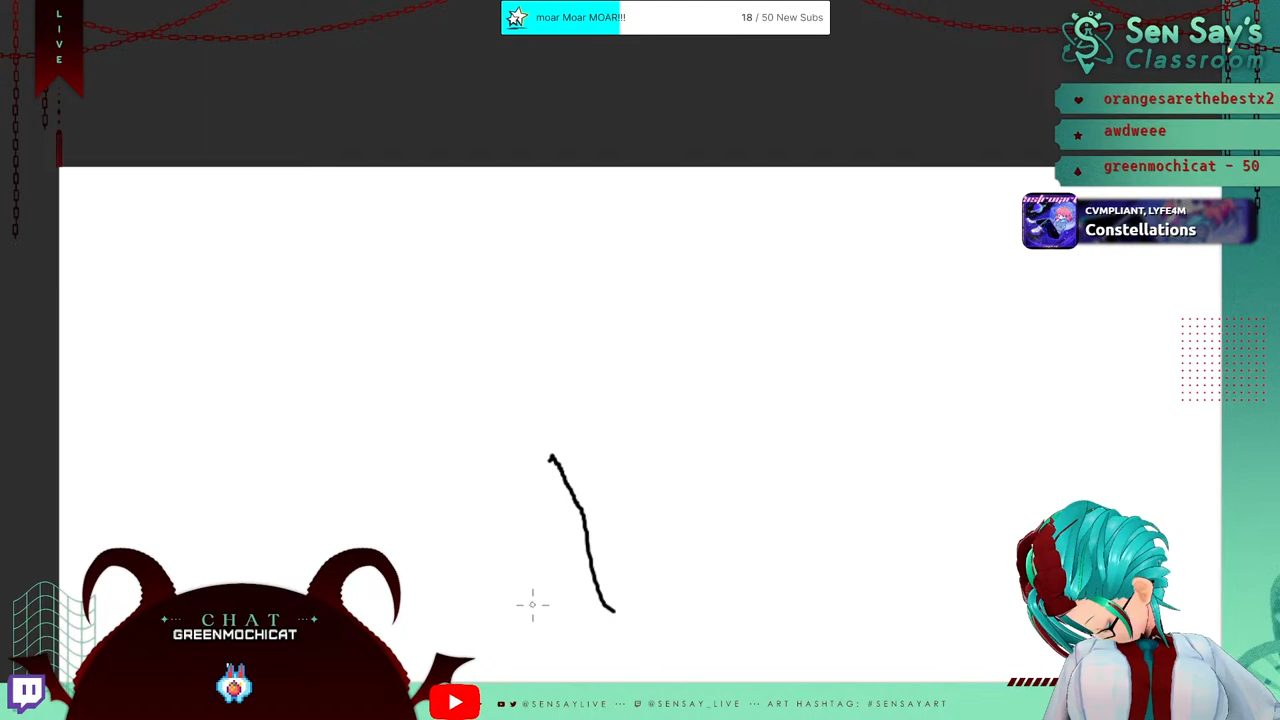 LIVE
moar Moar MOAR!!!
18 / 50 New Subs
SEN SAY'S
Classroom
orangesarethebestx2
awdweee
greenmochicat - 50
CVMPLIANT, LYFE4M
Constellations
CHAT
GREENMOCHICAT
@SENSAYLIVE ··· @SENSAY_LIVE ··· ART HASHTAG: #SENSAYART